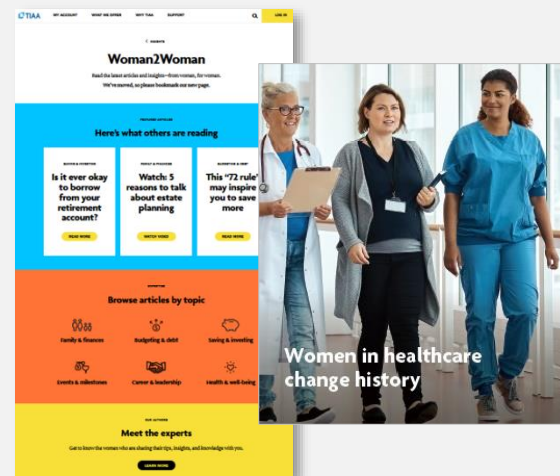 TIAA
MY ACCOUNT WHAT WE OFFER WHY TIAA SUPPORT LOG IN
Woman2Woman
Read the latest articles and insights—from women, for women.
We've moved, so please bookmark our new page.
FEATURED ARTICLES
Here's what others are reading
Is it ever okay
to borrow
from your
retirement
account?
READ MORE
Watch: 5
reasons to talk
about estate
planning
WATCH VIDEO
This "72 rule"
may inspire
you to save
more
READ MORE
Browse articles by topic
Family & finances
Budgeting & debt
Saving & investing
Events & milestones
Career & leadership
Health & well-being
OUR AUTHORS
Meet the experts
Get to know the women who are sharing their tips, insights, and knowledge with you.
LEARN MORE
Women in healthcare
change history